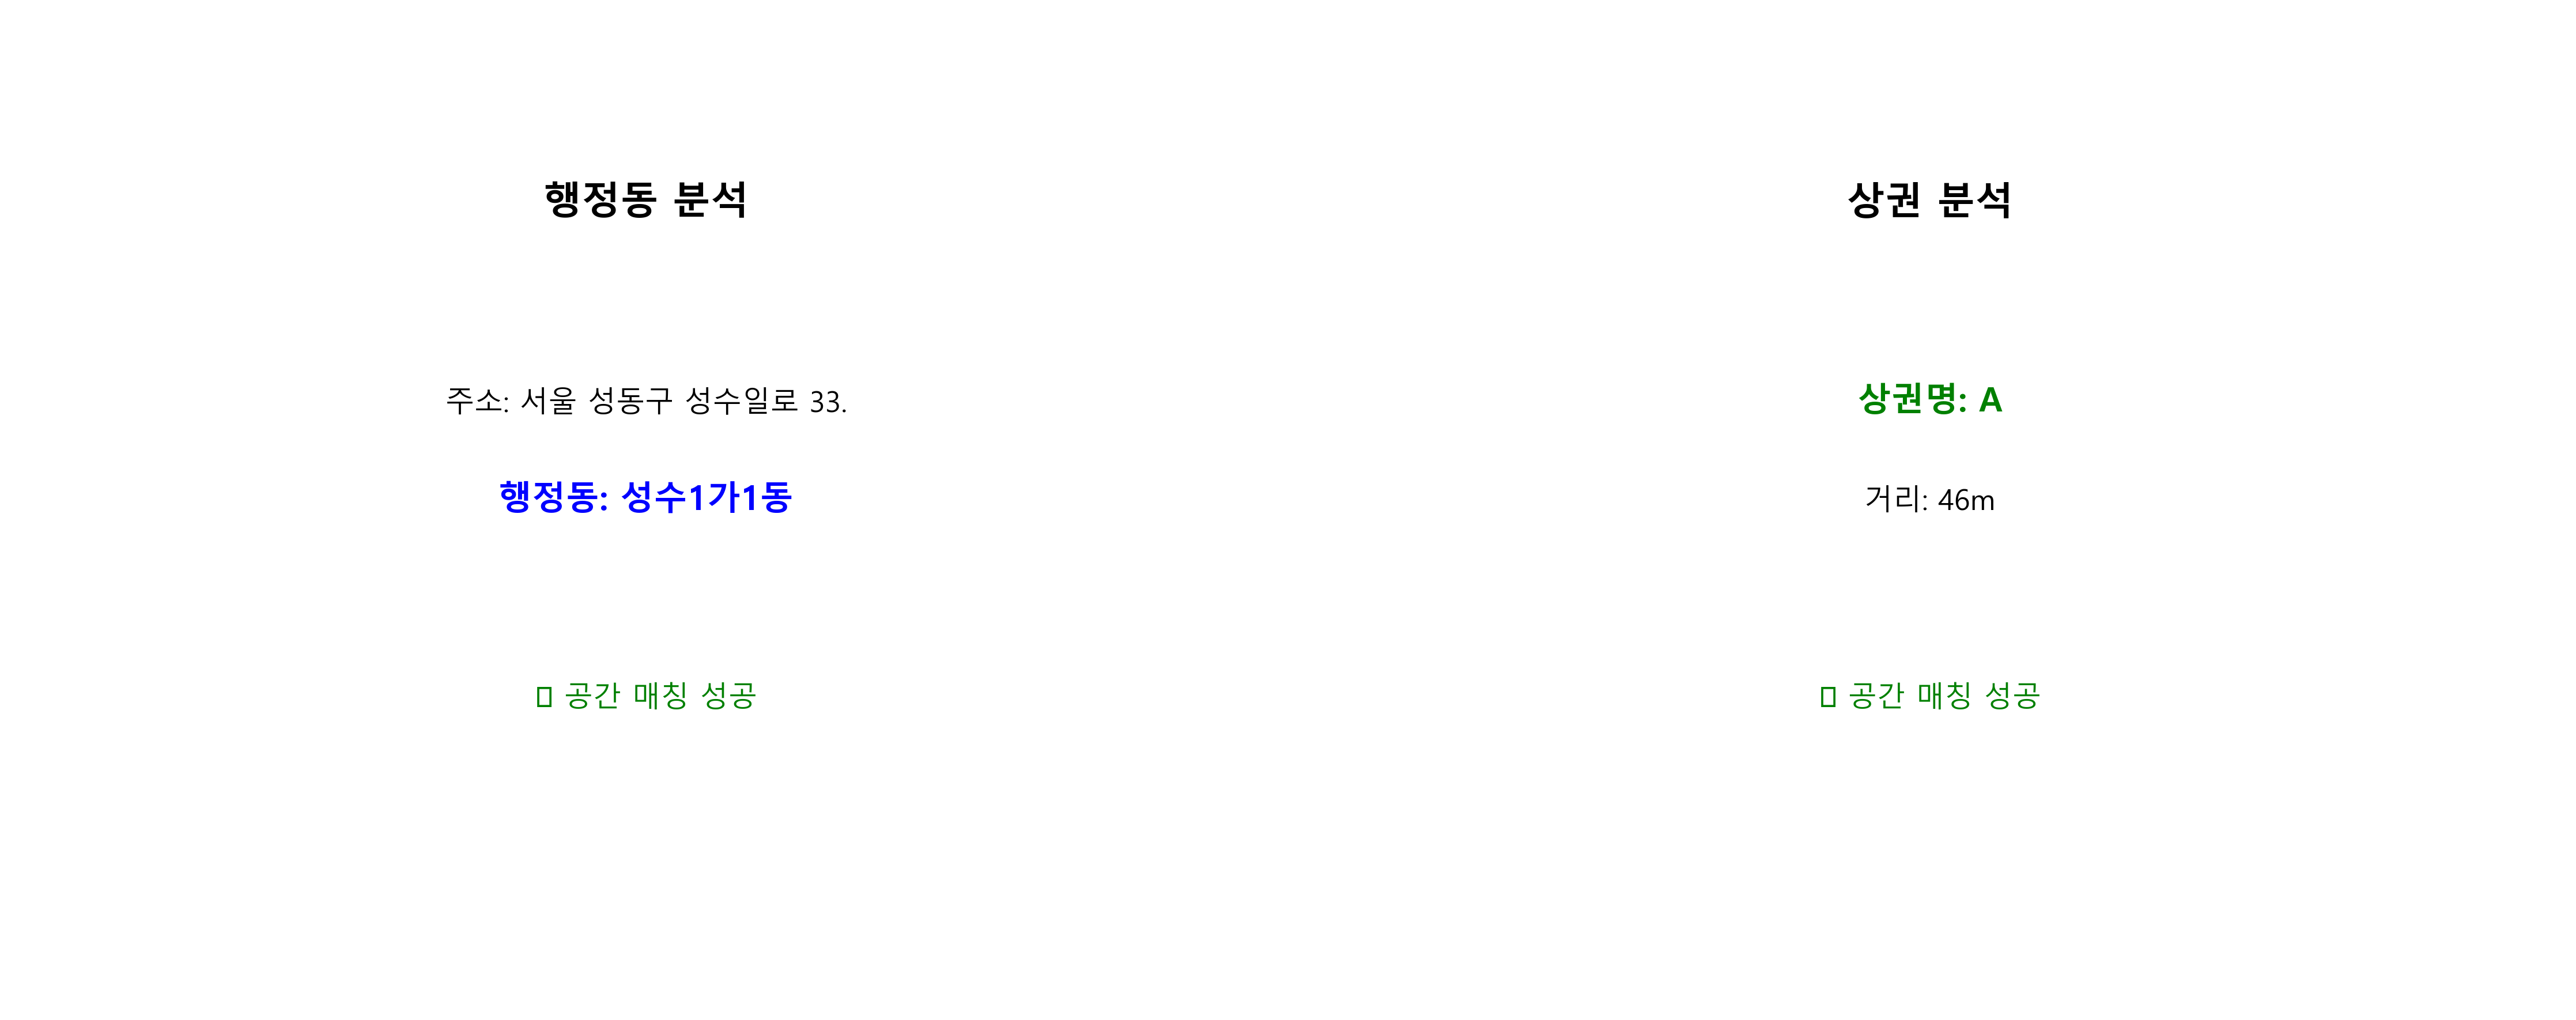 행정동 분석
주소: 서울 성동구 성수일로 33.
행정동: 성수1가1동
▯ 공간 매칭 성공
상권 분석
상권명: A
거리: 46m
▯ 공간 매칭 성공